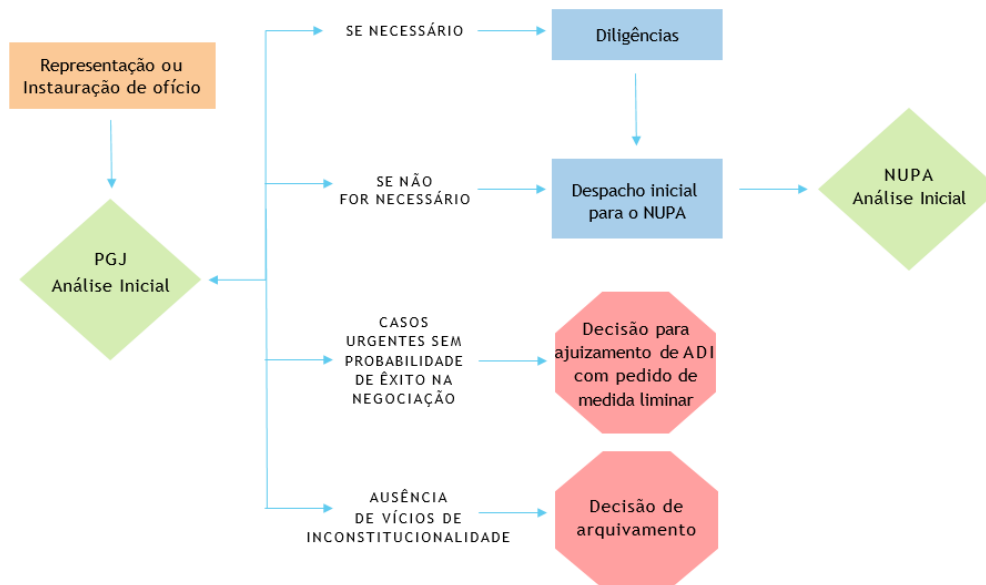 Representação ou
Instauração de ofício
PGJ
Análise Inicial
SE NECESSÁRIO
Diligências
SE NÃO
FOR NECESSÁRIO
Despacho inicial
para o NUPA
NUPA
Análise Inicial
CASOS
URGENTES SEM
PROBABILIDADE
DE ÊXITO NA
NEGOCIAÇÃO
Decisão para
ajuizamento de ADI
com pedido de
medida liminar
AUSÊNCIA
DE VÍCIOS DE
INCONSTITUCIONALIDADE
Decisão de
arquivamento